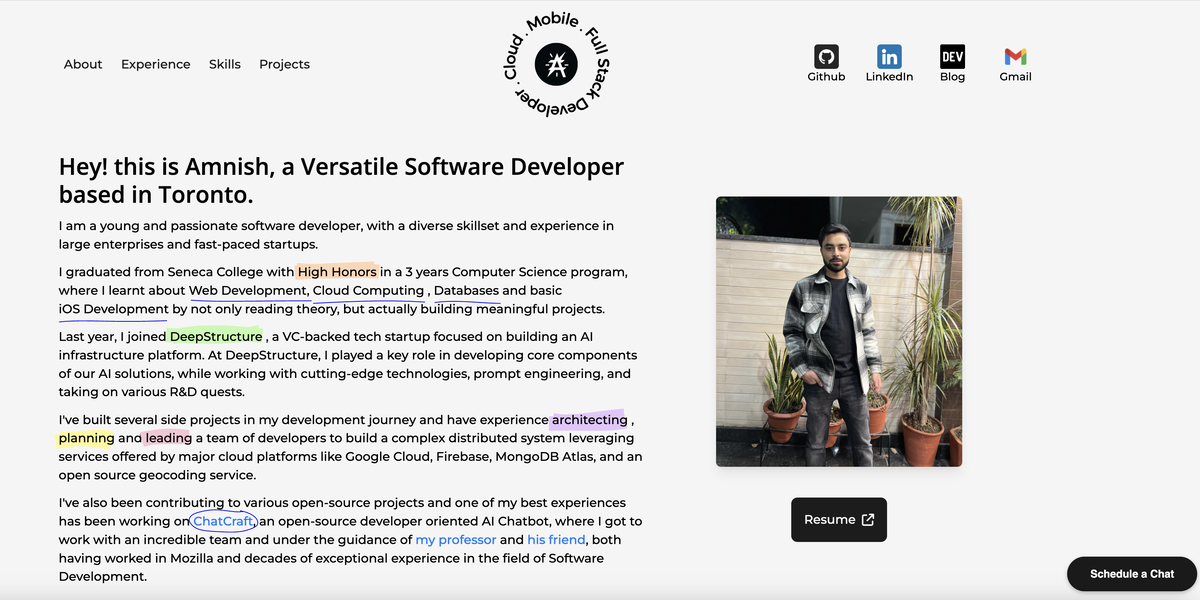 About Experience Skills Projects
Cloud . Mobile . Full Stack Developer .
DEV
Github LinkedIn Blog Gmail
Hey! this is Amnish, a Versatile Software Developer
based in Toronto.
I am a young and passionate software developer, with a diverse skillset and experience in
large enterprises and fast-paced startups.
I graduated from Seneca College with High Honors in a 3 years Computer Science program,
where I learnt about Web Development, Cloud Computing , Databases and basic
iOS Development by not only reading theory, but actually building meaningful projects.
Last year, I joined DeepStructure , a VC-backed tech startup focused on building an AI
infrastructure platform. At DeepStructure, I played a key role in developing core components
of our AI solutions, while working with cutting-edge technologies, prompt engineering, and
taking on various R&D quests.
I've built several side projects in my development journey and have experience architecting ,
planning and leading a team of developers to build a complex distributed system leveraging
services offered by major cloud platforms like Google Cloud, Firebase, MongoDB Atlas, and an
open source geocoding service.
I've also been contributing to various open-source projects and one of my best experiences
has been working on ChatCraft, an open-source developer oriented AI Chatbot, where I got to
work with an incredible team and under the guidance of my professor and his friend, both
having worked in Mozilla and decades of exceptional experience in the field of Software
Development.
Resume
Schedule a Chat